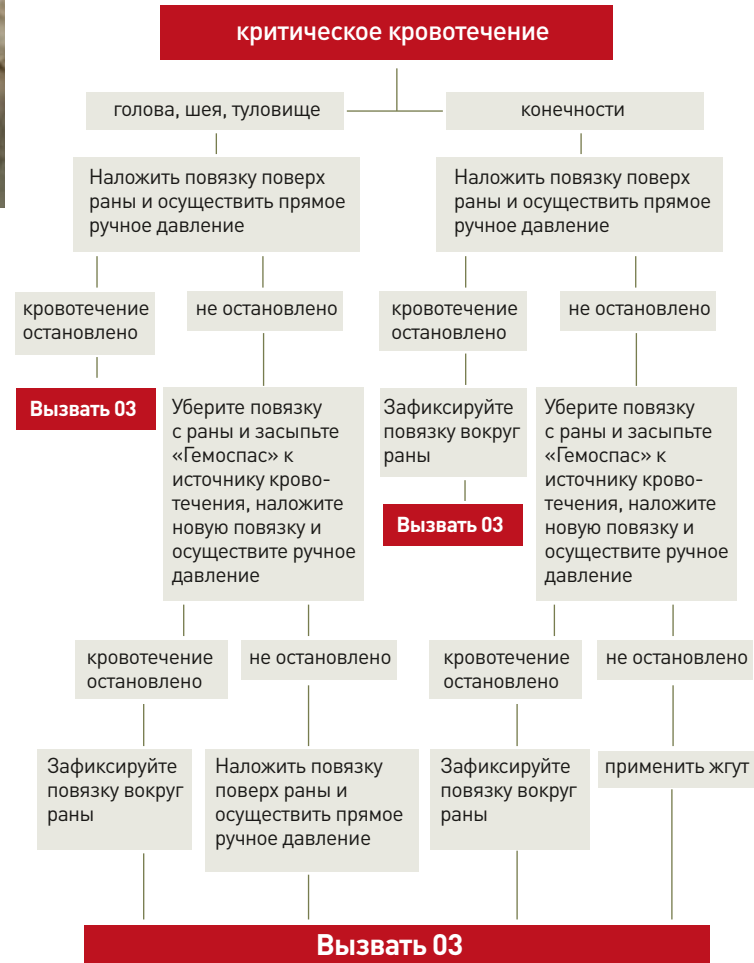 критическое кровотечение
голова, шея, туловище
конечности
Наложить повязку поверх
раны и осуществить прямое
ручное давление
Наложить повязку поверх
раны и осуществить прямое
ручное давление
кровотечение
остановлено
не остановлено
кровотечение
остановлено
не остановлено
Вызвать 03
Уберите повязку
с раны и засыпьте
«Гемоспас» к
источнику крово-
течения, наложите
новую повязку и
осуществите ручное
давление
Зафиксируйте
повязку вокруг
раны
Вызвать 03
Уберите повязку
с раны и засыпьте
«Гемоспас» к
источнику крово-
течения, наложите
новую повязку и
осуществите ручное
давление
кровотечение
остановлено
не остановлено
кровотечение
остановлено
не остановлено
Зафиксируйте
повязку вокруг
раны
Наложить повязку
поверх раны и
осуществить прямое
ручное давление
Зафиксируйте
повязку вокруг
раны
применить жгут
Вызвать 03